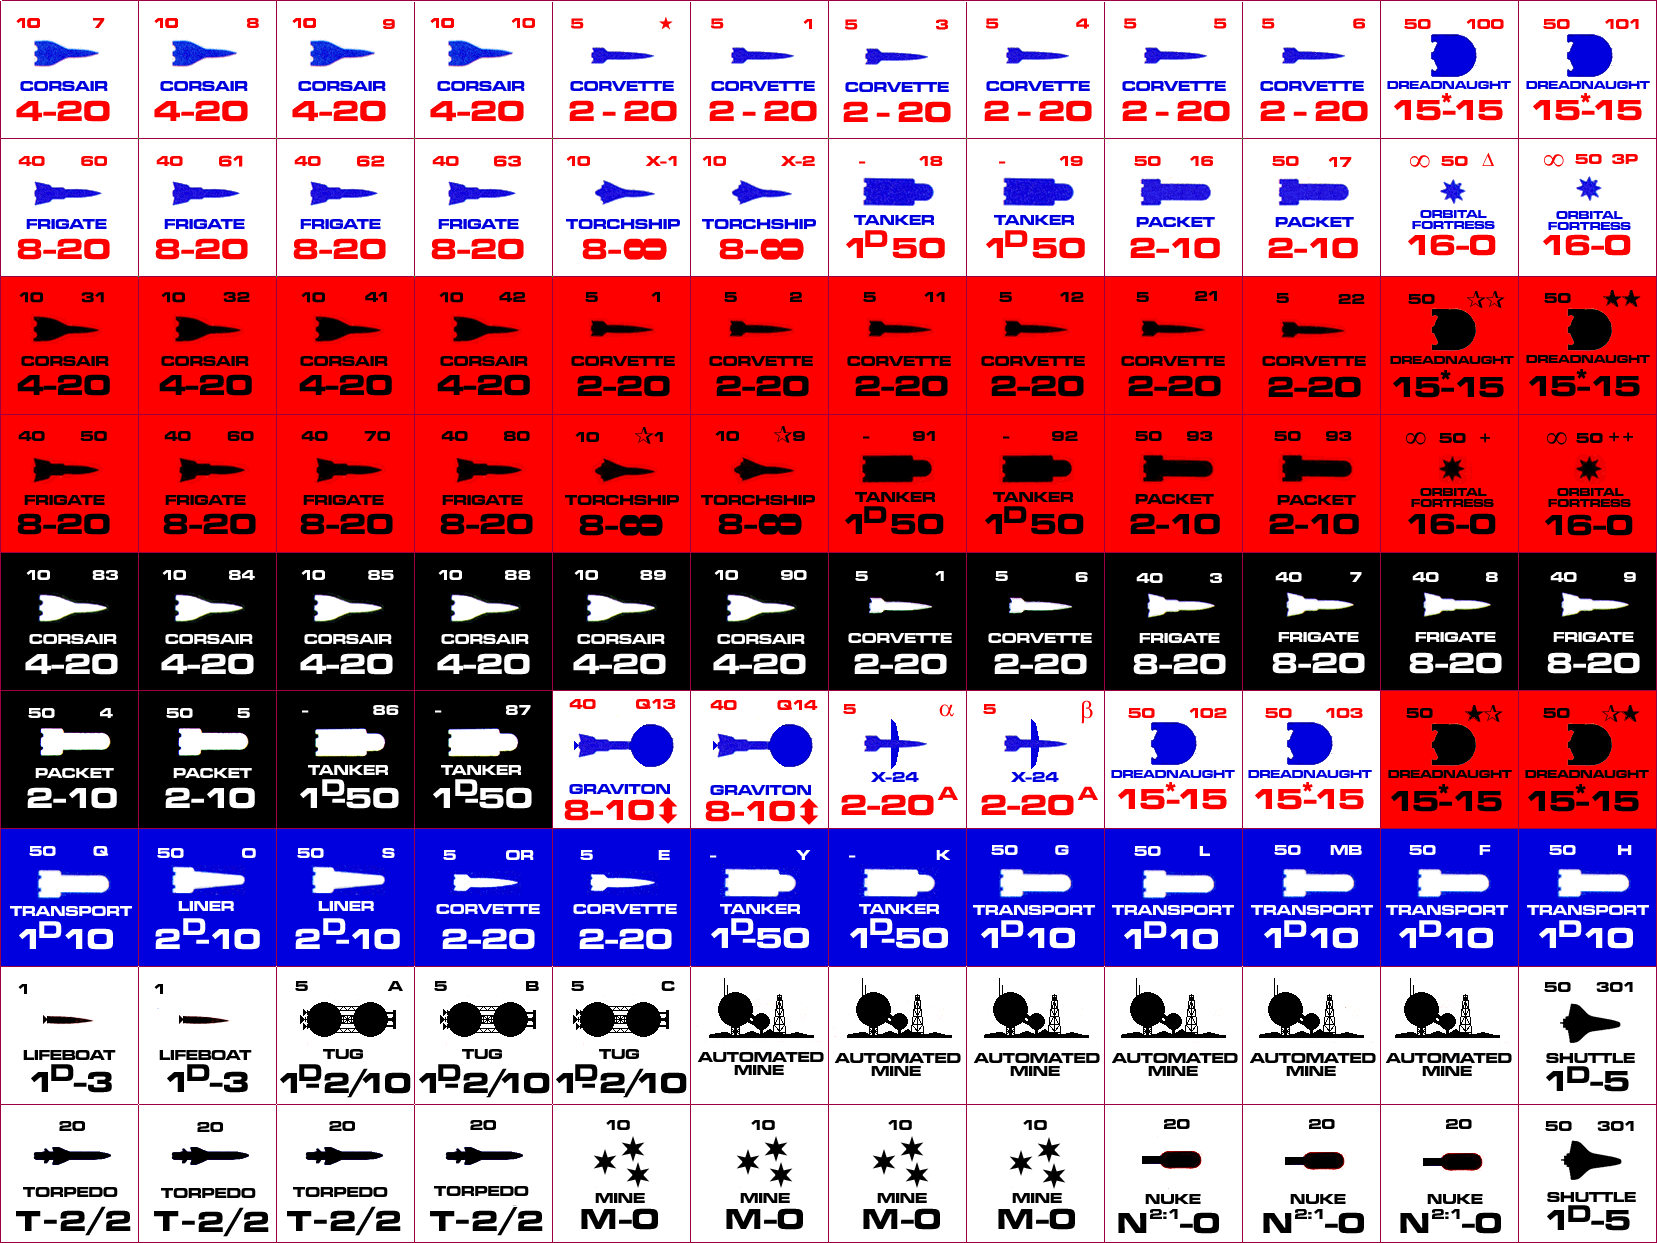 10 7 10 8 10 9 10 10 5 ★ 5 1 5 3 5 4 5 5 5 6 50 100 50 101
CORSAIR CORSAIR CORSAIR CORSAIR CORVETTE CORVETTE CORVETTE CORVETTE CORVETTE CORVETTE DREADNAUGHT DREADNAUGHT
4-20 4-20 4-20 4-20 2-20 2-20 2-20 2-20 2-20 2-20 15*-15 15*-15
40 60 40 61 40 62 40 63 10 X-1 10 X-2 - 18 - 19 50 16 50 17 ∞ 50 Δ ∞ 50 3P
FRIGATE FRIGATE FRIGATE FRIGATE TORCHSHIP TORCHSHIP TANKER TANKER PACKET PACKET ORBITAL FORTRESS ORBITAL FORTRESS
8-20 8-20 8-20 8-20 8-∞ 8-∞ 1D50 1D50 2-10 2-10 16-0 16-0
10 31 10 32 10 41 10 42 5 1 5 2 5 11 5 12 5 21 5 22 50 ☆☆ 50 ★★
CORSAIR CORSAIR CORSAIR CORSAIR CORVETTE CORVETTE CORVETTE CORVETTE CORVETTE CORVETTE DREADNAUGHT DREADNAUGHT
4-20 4-20 4-20 4-20 2-20 2-20 2-20 2-20 2-20 2-20 15*-15 15*-15
40 50 40 60 40 70 40 80 10 ☆1 10 ☆9 - 91 - 92 50 93 50 93 ∞ 50 + ∞ 50 ++
FRIGATE FRIGATE FRIGATE FRIGATE TORCHSHIP TORCHSHIP TANKER TANKER PACKET PACKET ORBITAL FORTRESS ORBITAL FORTRESS
8-20 8-20 8-20 8-20 8-∞ 8-∞ 1D50 1D50 2-10 2-10 16-0 16-0
10 83 10 84 10 85 10 88 10 89 10 90 5 1 5 6 40 3 40 7 40 8 40 9
CORSAIR CORSAIR CORSAIR CORSAIR CORSAIR CORSAIR CORVETTE CORVETTE FRIGATE FRIGATE FRIGATE FRIGATE
4-20 4-20 4-20 4-20 4-20 4-20 2-20 2-20 8-20 8-20 8-20 8-20
50 4 50 5 - 86 - 87 40 Q13 40 Q14 5 α 5 β 50 102 50 103 50 ★☆ 50 ☆★
PACKET PACKET TANKER TANKER GRAVITON GRAVITON X-24 X-24 DREADNAUGHT DREADNAUGHT DREADNAUGHT DREADNAUGHT
2-10 2-10 1D-50 1D-50 8-10↕ 8-10↕ 2-20A 2-20A 15*-15 15*-15 15*-15 15*-15
50 Q 50 O 50 S 5 OR 5 E - Y - K 50 G 50 L 50 MB 50 F 50 H
TRANSPORT LINER LINER CORVETTE CORVETTE TANKER TANKER TRANSPORT TRANSPORT TRANSPORT TRANSPORT TRANSPORT
1D10 2D-10 2D-10 2-20 2-20 1D-50 1D-50 1D10 1D10 1D10 1D10 1D10
1 1 5 A 5 B 5 C 50 301
LIFEBOAT LIFEBOAT TUG TUG TUG AUTOMATED MINE AUTOMATED MINE AUTOMATED MINE AUTOMATED MINE AUTOMATED MINE AUTOMATED MINE SHUTTLE
1D-3 1D-3 1D-2/10 1D-2/10 1D-2/10 1D-5
20 20 20 20 10 10 10 10 20 20 20 50 301
TORPEDO TORPEDO TORPEDO TORPEDO MINE MINE MINE MINE NUKE NUKE NUKE SHUTTLE
T-2/2 T-2/2 T-2/2 T-2/2 M-0 M-0 M-0 M-0 N2:1-0 N2:1-0 N2:1-0 1D-5